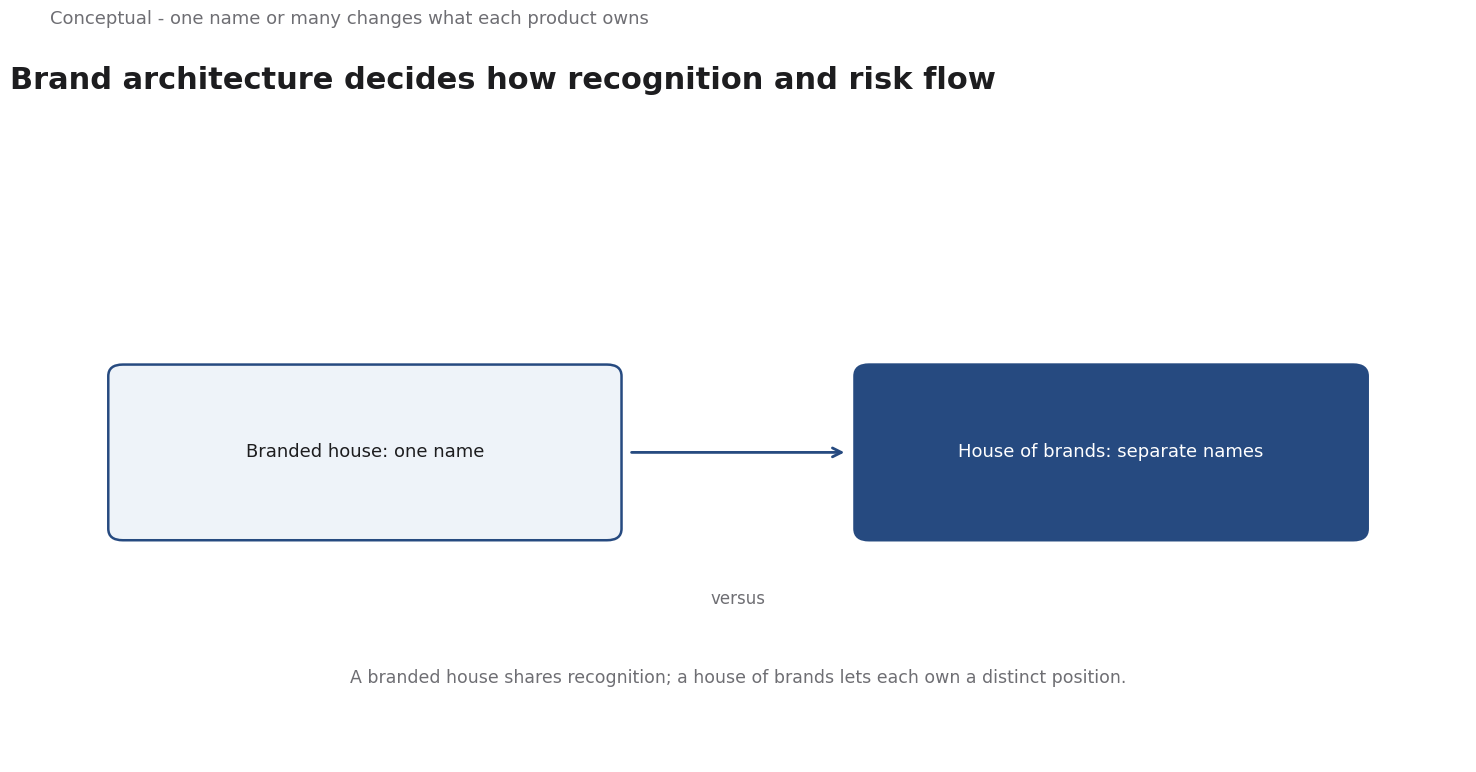 Conceptual - one name or many changes what each product owns
Brand architecture decides how recognition and risk flow
Branded house: one name
House of brands: separate names
versus
A branded house shares recognition; a house of brands lets each own a distinct position.